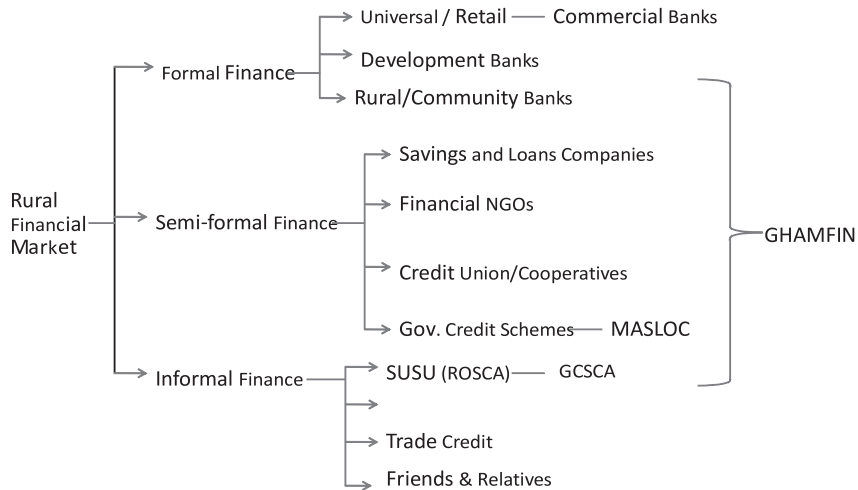 Universal / Retail
Commercial Banks
Formal Finance
Development Banks
Rural/Community Banks
Savings and Loans Companies
Rural
Financial
Market
Semi-formal Finance
Financial NGOs
GHAMFIN
Credit Union/Cooperatives
Gov. Credit Schemes
MASLOC
Informal Finance
SUSU (ROSCA)
GCSCA
Trade Credit
Friends & Relatives